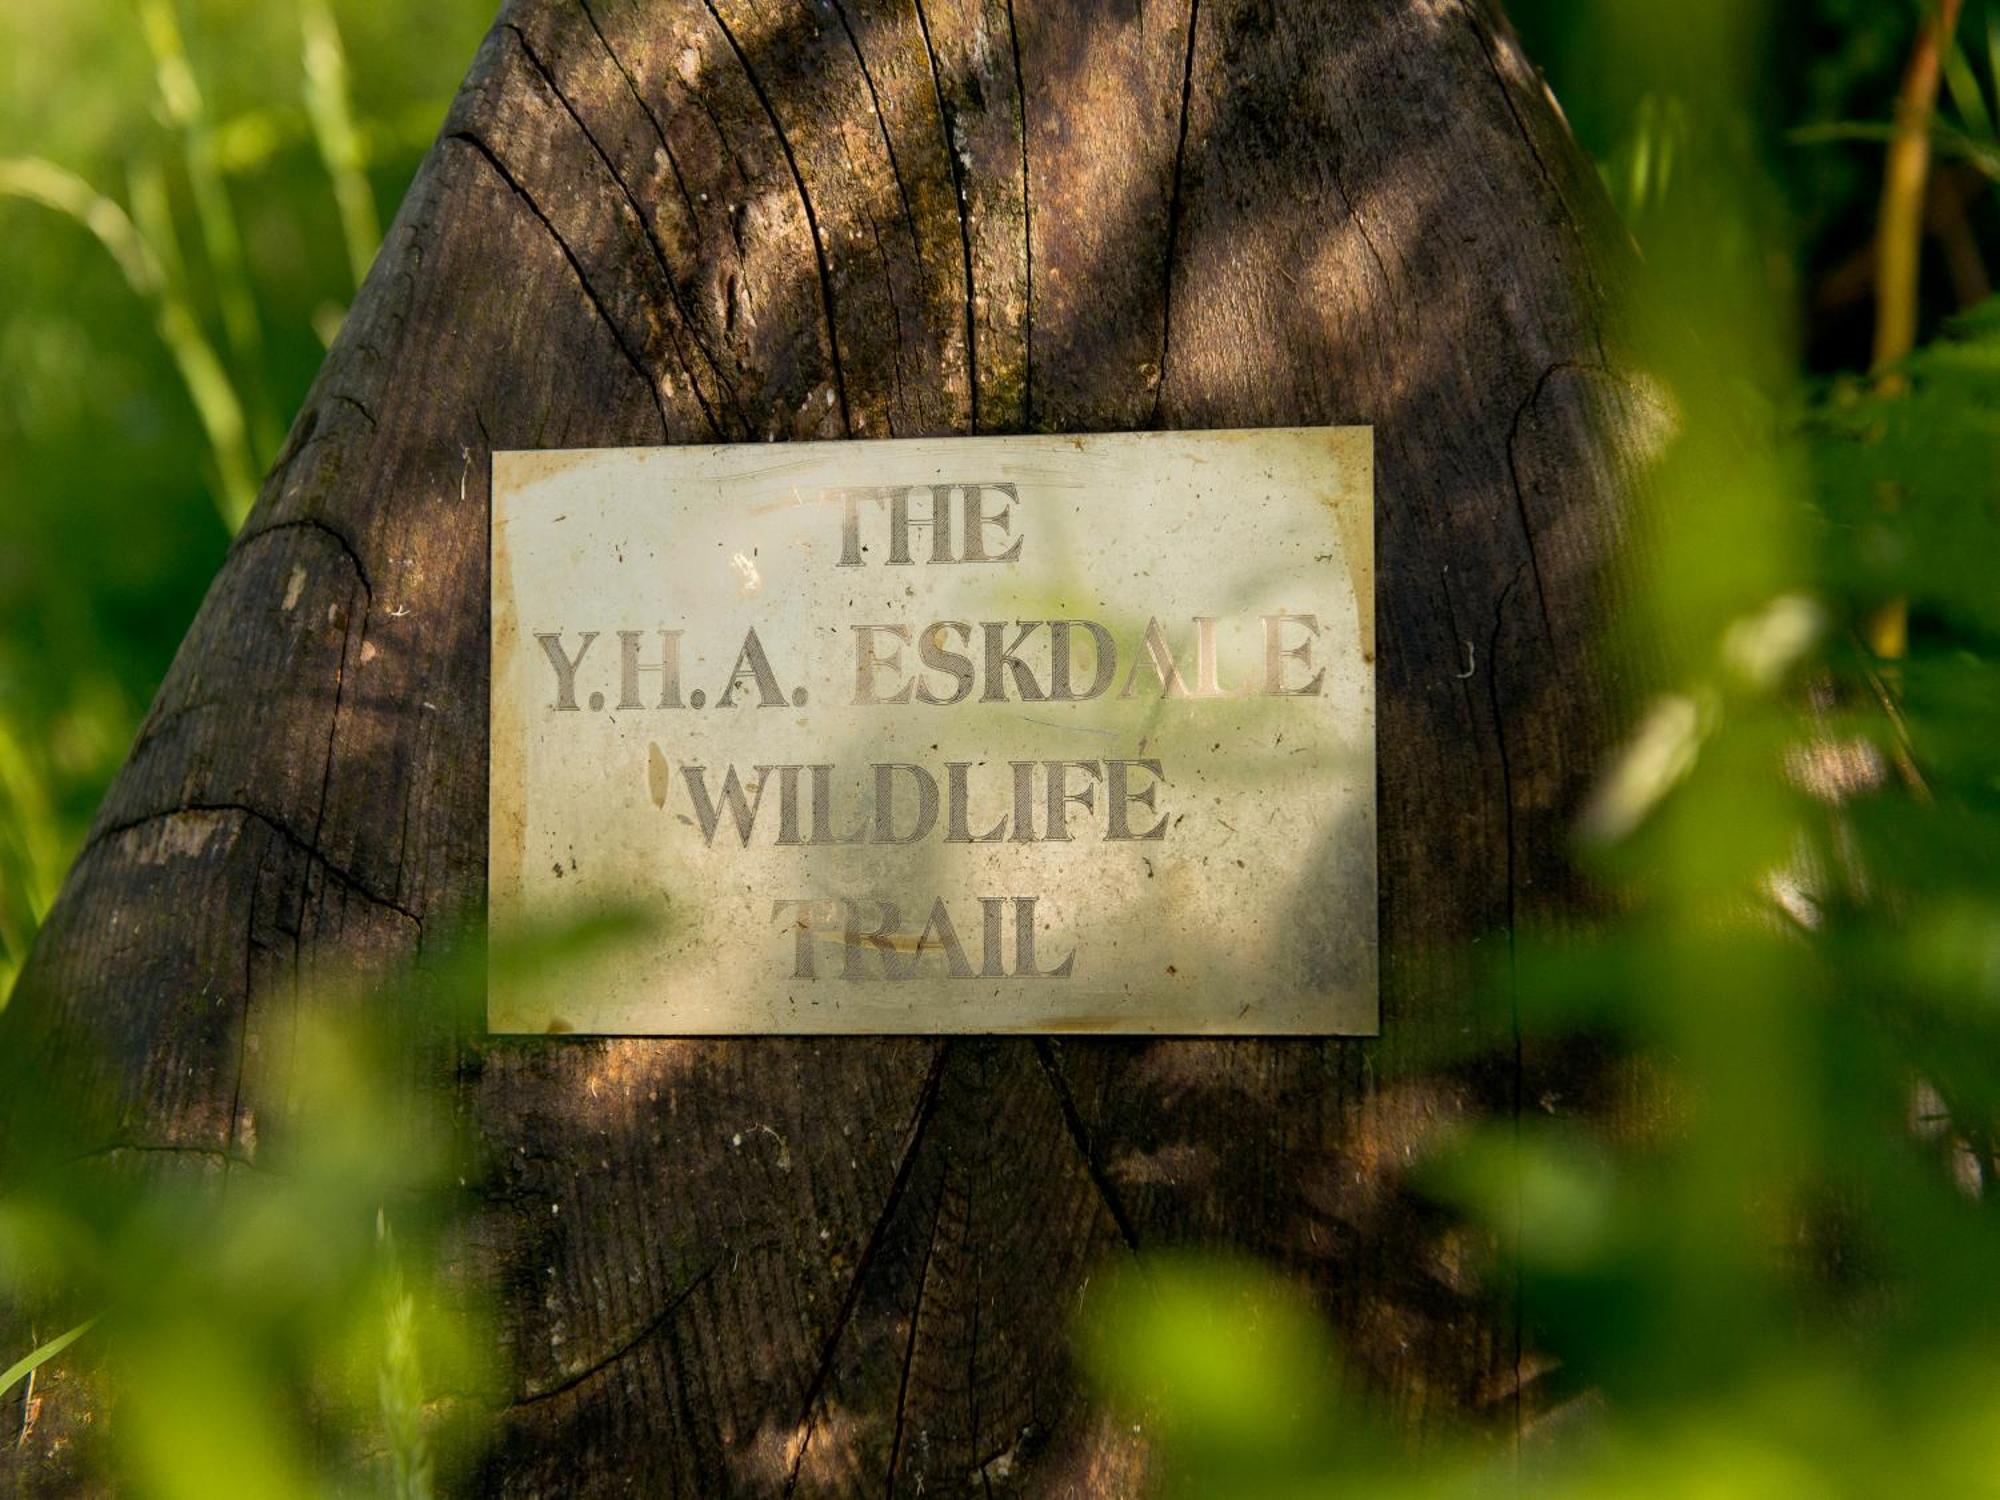 THE
Y.H.A. ESKDALE
WILDLIFE
TRAIL